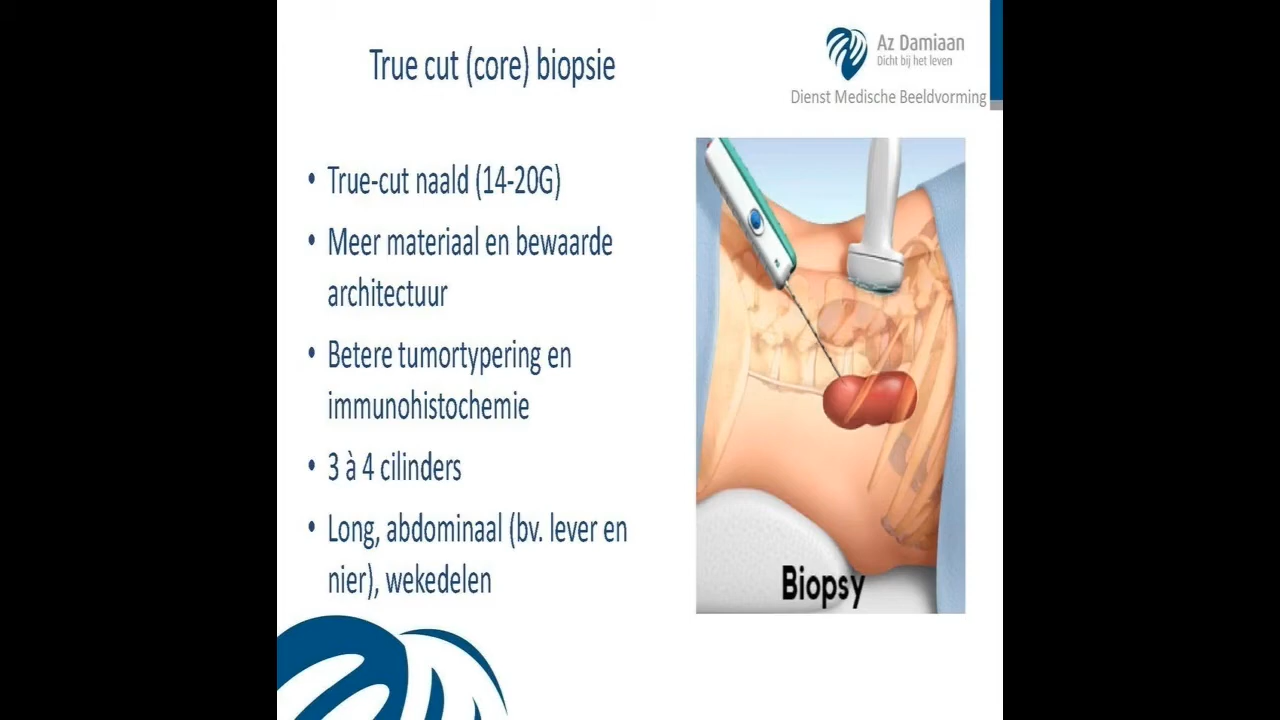 True cut (core) biopsie
Az Damiaan
Dicht bij het leven
Dienst Medische Beeldvorming
• True-cut naald (14-20G)
• Meer materiaal en bewaarde
architectuur
• Betere tumortypering en
immunohistochemie
• 3 à 4 cilinders
• Long, abdominaal (bv. lever en
nier), wekedelen
Biopsy